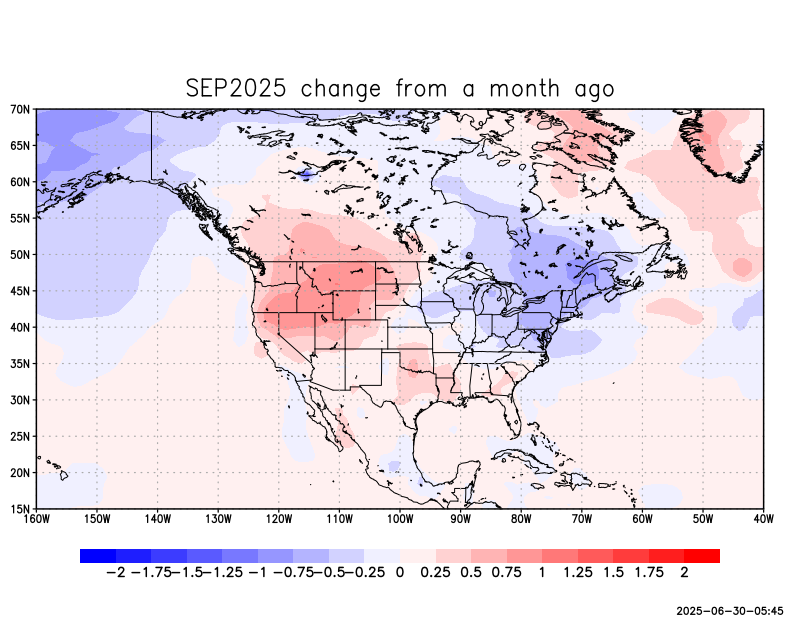 SEP2025 change from a month ago
70N
65N
60N
55N
50N
45N
40N
35N
30N
25N
20N
15N
160W 150W 140W 130W 120W 110W 100W 90W 80W 70W 60W 50W 40W
−2 −1.75 −1.5 −1.25 −1 −0.75 −0.5 −0.25 0 0.25 0.5 0.75 1 1.25 1.5 1.75 2
2025−06−30−05:45